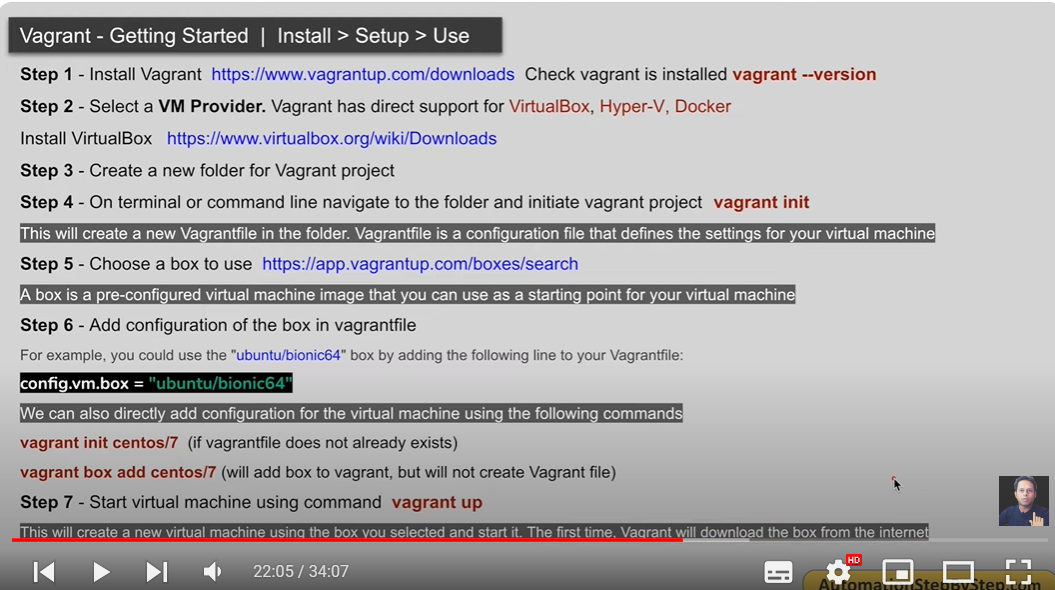 Vagrant - Getting Started | Install > Setup > Use
Step 1 - Install Vagrant https://www.vagrantup.com/downloads Check vagrant is installed vagrant --version
Step 2 - Select a VM Provider. Vagrant has direct support for VirtualBox, Hyper-V, Docker
Install VirtualBox https://www.virtualbox.org/wiki/Downloads
Step 3 - Create a new folder for Vagrant project
Step 4 - On terminal or command line navigate to the folder and initiate vagrant project vagrant init
This will create a new Vagrantfile in the folder. Vagrantfile is a configuration file that defines the settings for your virtual machine
Step 5 - Choose a box to use https://app.vagrantup.com/boxes/search
A box is a pre-configured virtual machine image that you can use as a starting point for your virtual machine
Step 6 - Add configuration of the box in vagrantfile
For example, you could use the "ubuntu/bionic64" box by adding the following line to your Vagrantfile:
config.vm.box = "ubuntu/bionic64"
We can also directly add configuration for the virtual machine using the following commands
vagrant init centos/7 (if vagrantfile does not already exists)
vagrant box add centos/7 (will add box to vagrant, but will not create Vagrant file)
Step 7 - Start virtual machine using command vagrant up
This will create a new virtual machine using the box you selected and start it. The first time, Vagrant will download the box from the internet
22:05 / 34:07
HD
AutomationStepByStep.com